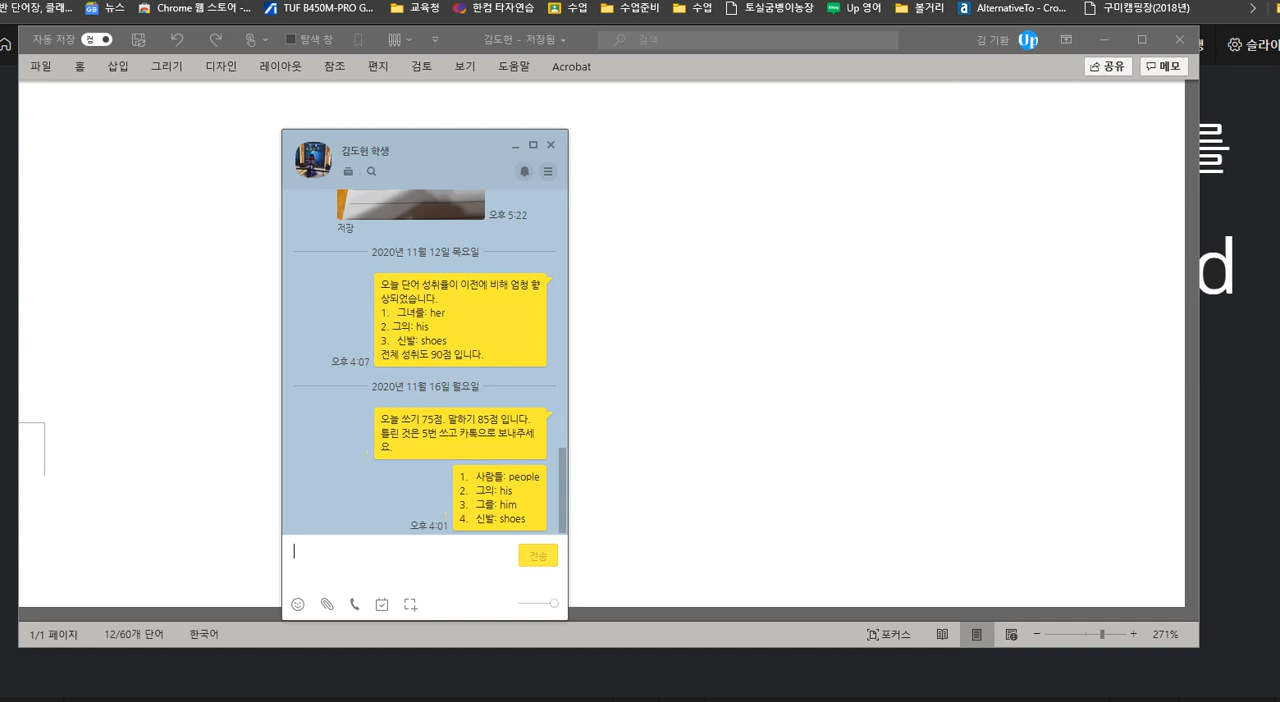 반 단어장, 클래... 뉴스 Chrome 웹 스토어 -... TUF B450M-PRO G... 교육청 한컴 타자연습 수업 수업준비 수업 토실굼벵이농장 Up 영어 볼거리 AlternativeTo - Cro... 구미캠핑장(2018년)
자동 저장 켬 탐색 창 김도헌 - 저장됨 검색 김 기환 Up
슬라이
파일 홈 삽입 그리기 디자인 레이아웃 참조 편지 검토 보기 도움말 Acrobat 공유 메모
를
d
김도헌 학생
오후 5:22
저장
2020년 11월 12일 목요일
오늘 단어 성취율이 이전에 비해 엄청 향
상되었습니다.
1. 그녀를: her
2. 그의: his
3. 신발: shoes
전체 성취도 90점 입니다.
오후 4:07
2020년 11월 16일 월요일
오늘 쓰기 75점. 말하기 85점 입니다.
틀린 것은 5번 쓰고 카톡으로 보내주세
요.
1. 사람들: people
2. 그의: his
3. 그를: him
4. 신발: shoes
오후 4:01
전송
1/1 페이지 12/60개 단어 한국어 포커스 271%